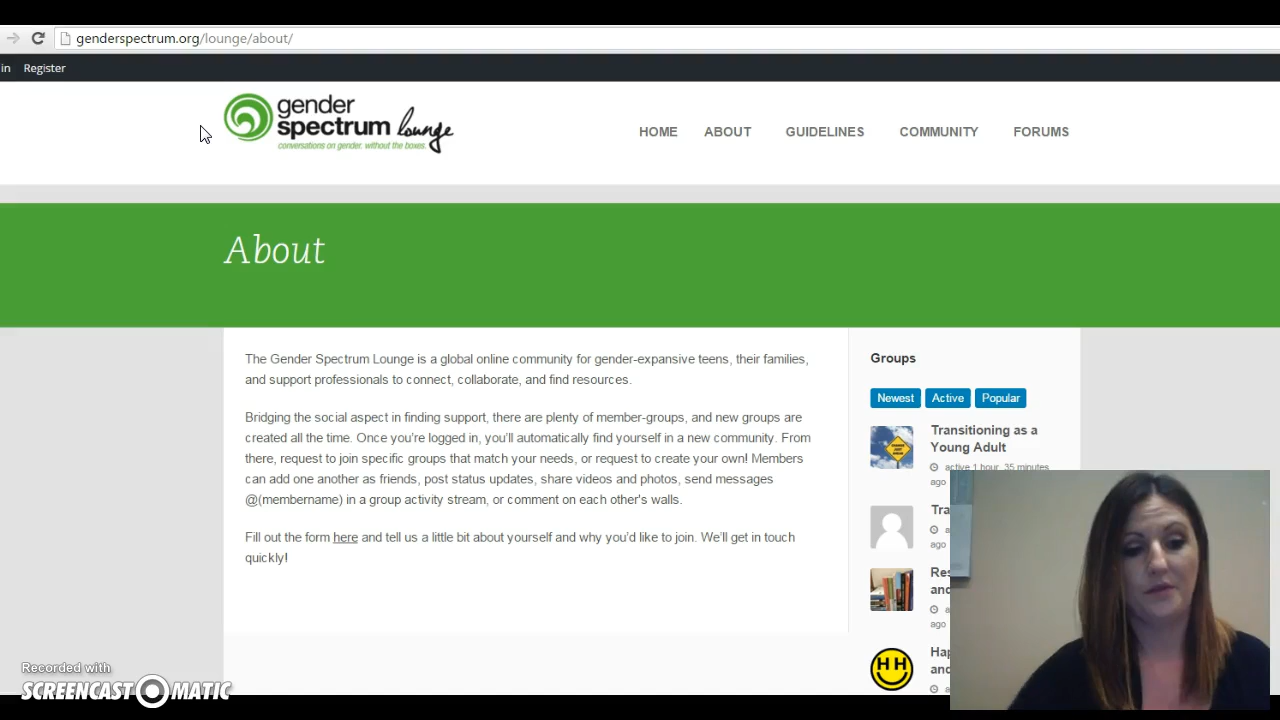 genderspectrum.org/lounge/about/
in Register
gender
spectrum lounge
conversations on gender. without the boxes.
HOME ABOUT GUIDELINES COMMUNITY FORUMS
About
The Gender Spectrum Lounge is a global online community for gender-expansive teens, their families,
and support professionals to connect, collaborate, and find resources.
Bridging the social aspect in finding support, there are plenty of member-groups, and new groups are
created all the time. Once you're logged in, you'll automatically find yourself in a new community. From
there, request to join specific groups that match your needs, or request to create your own! Members
can add one another as friends, post status updates, share videos and photos, send messages
@(membername) in a group activity stream, or comment on each other's walls.
Fill out the form here and tell us a little bit about yourself and why you'd like to join. We'll get in touch
quickly!
Groups
Newest Active Popular
Transitioning as a
Young Adult
active 1 hour, 35 minutes
ago
Tra
a
ago
Res
and
a
ago
HH
Hap
and
a
Recorded with
SCREENCAST MATIC